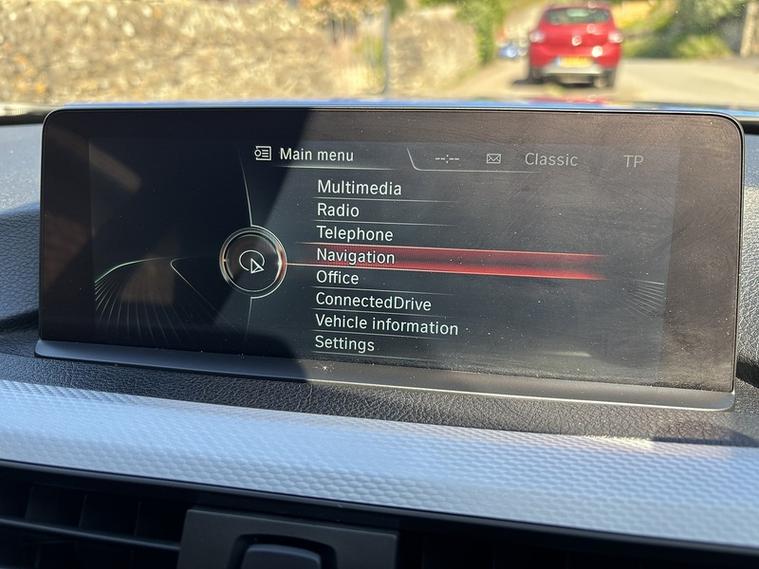 Main menu --:-- Classic TP
Multimedia
Radio
Telephone
Navigation
Office
ConnectedDrive
Vehicle information
Settings